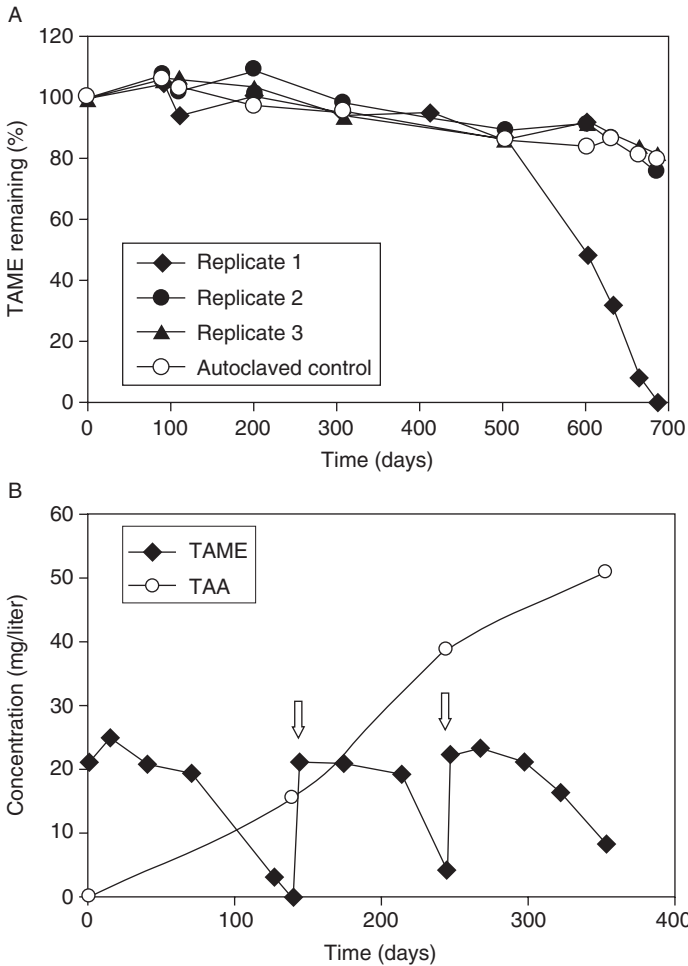 A
120
100
80
60
40
20
0
TAME remaining (%)
Replicate 1
Replicate 2
Replicate 3
Autoclaved control
0 100 200 300 400 500 600 700
Time (days)
B
60
50
40
30
20
10
0
Concentration (mg/liter)
TAME
TAA
0 100 200 300 400
Time (days)